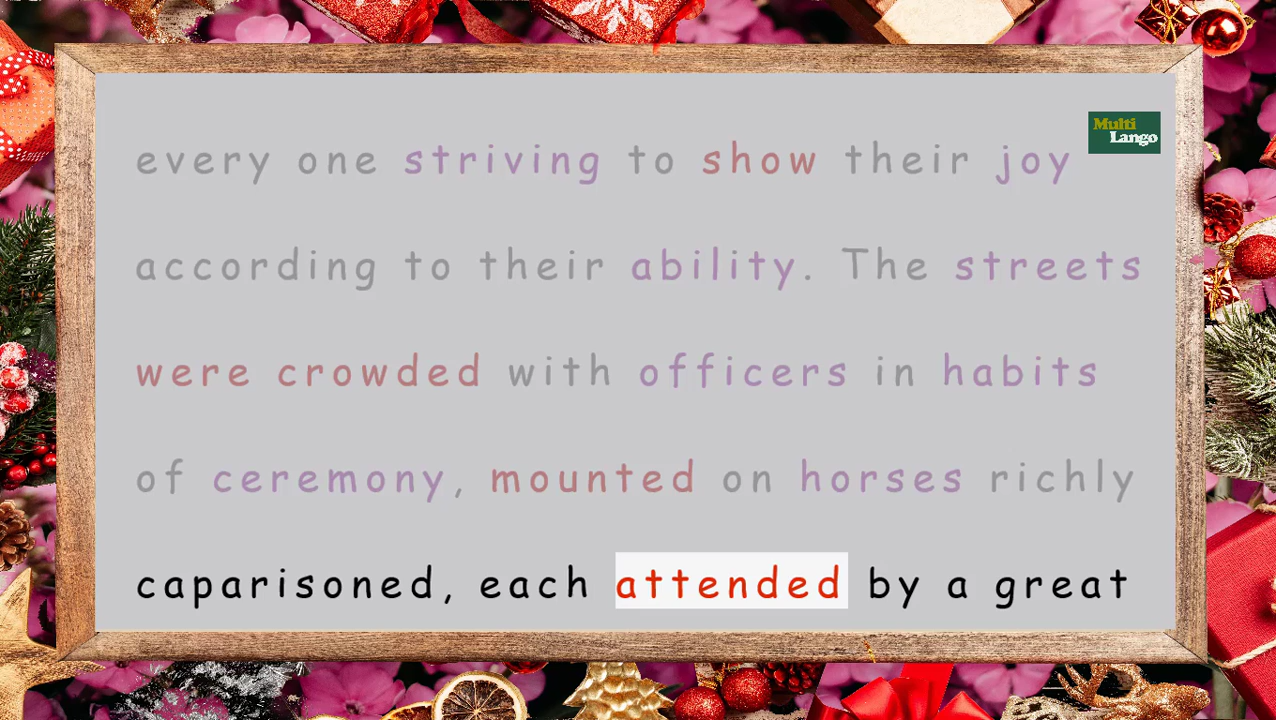 Multi
Lango
every one striving to show their joy
according to their ability. The streets
were crowded with officers in habits
of ceremony, mounted on horses richly
caparisoned, each attended by a great